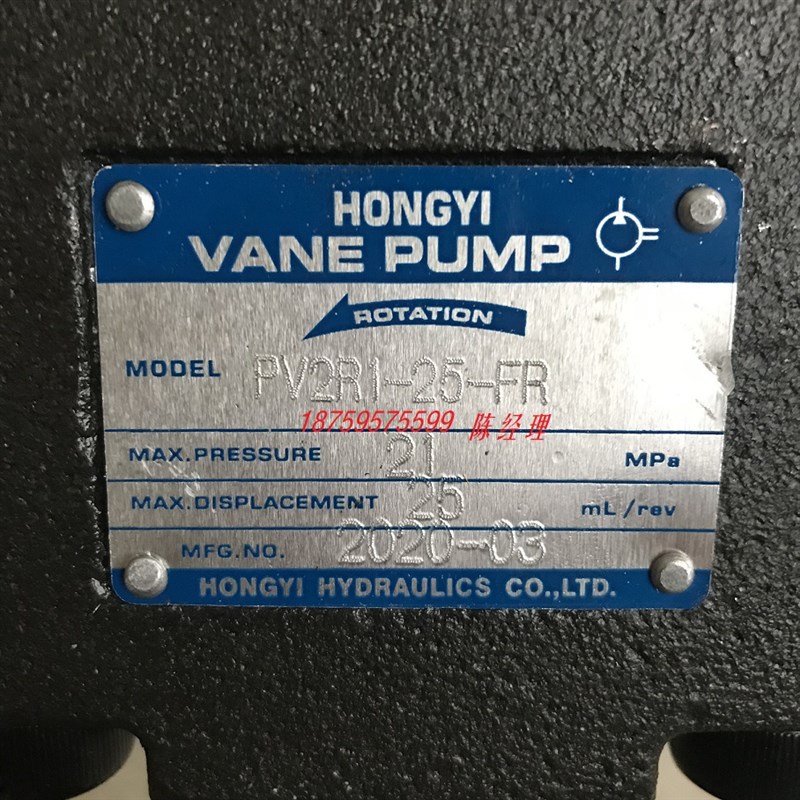 HONGYI
VANE PUMP
ROTATION
MODEL PV2R1-25-FR
18759575599 陈经理
MAX.PRESSURE 21 MPa
MAX.DISPLACEMENT 25 mL/rev
MFG.NO. 2020-03
HONGYI HYDRAULICS CO.,LTD.